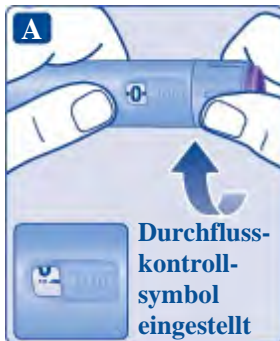 A
0
Durchfluss-
kontroll-
symbol
eingestellt